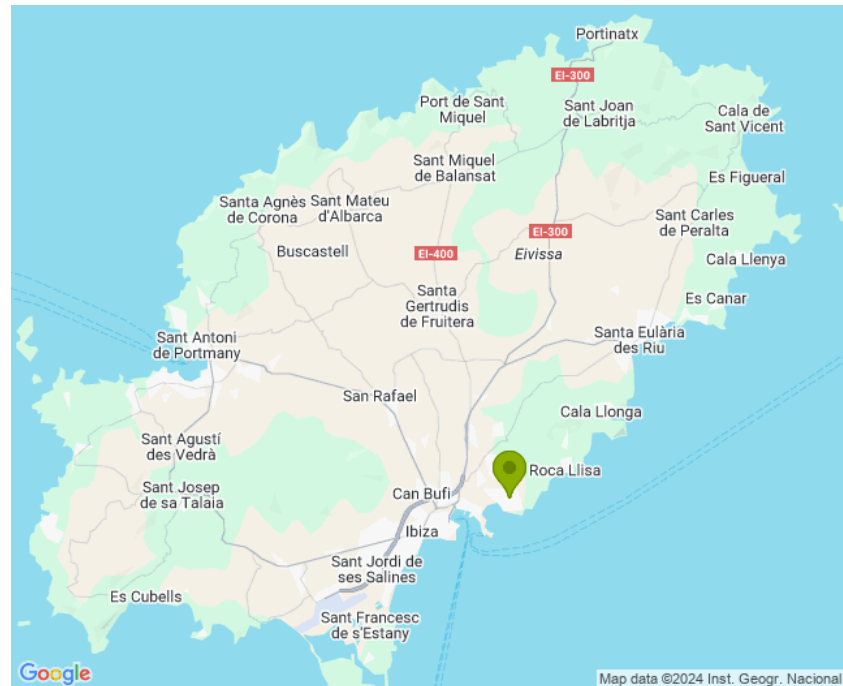 Portinatx
EI-300
Port de Sant
Miquel
Sant Joan
de Labritja
Cala de
Sant Vicent
Sant Miquel
de Balansat
Es Figueral
Santa Agnès
de Corona
Sant Mateu
d'Albarca
Sant Carles
de Peralta
EI-300
Buscastell
EI-400
Eivissa
Cala Llenya
Santa
Gertrudis
de Fruitera
Es Canar
Sant Antoni
de Portmany
Santa Eulària
des Riu
San Rafael
Cala Llonga
Sant Agustí
des Vedrà
Roca Llisa
Sant Josep
de sa Talaia
Can Bufi
Ibiza
Sant Jordi de
ses Salines
Es Cubells
Sant Francesc
de s'Estany
Google
Map data ©2024 Inst. Geogr. Nacional